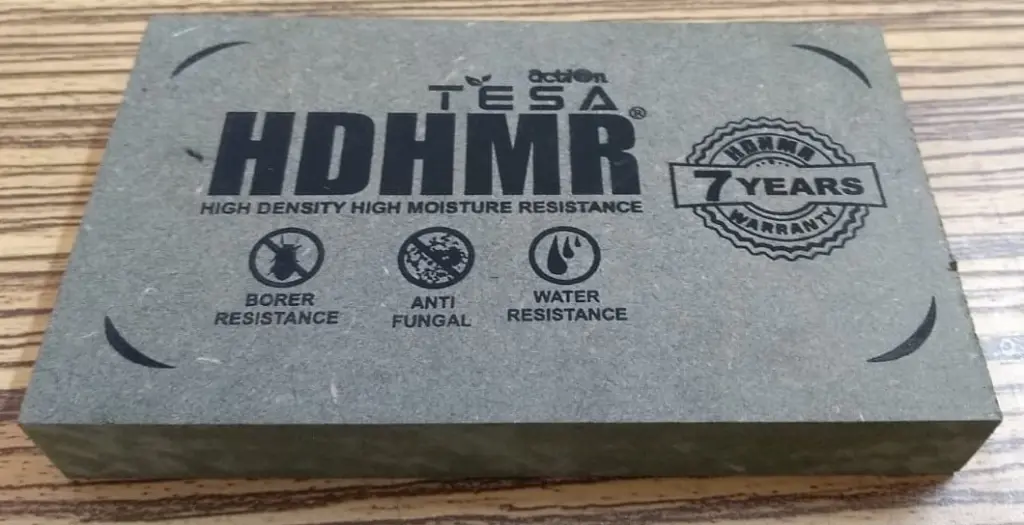 action
TESA
HDHMR®
HIGH DENSITY HIGH MOISTURE RESISTANCE
HDHMR
7 YEARS
WARRANTY
BORER
RESISTANCE
ANTI
FUNGAL
WATER
RESISTANCE